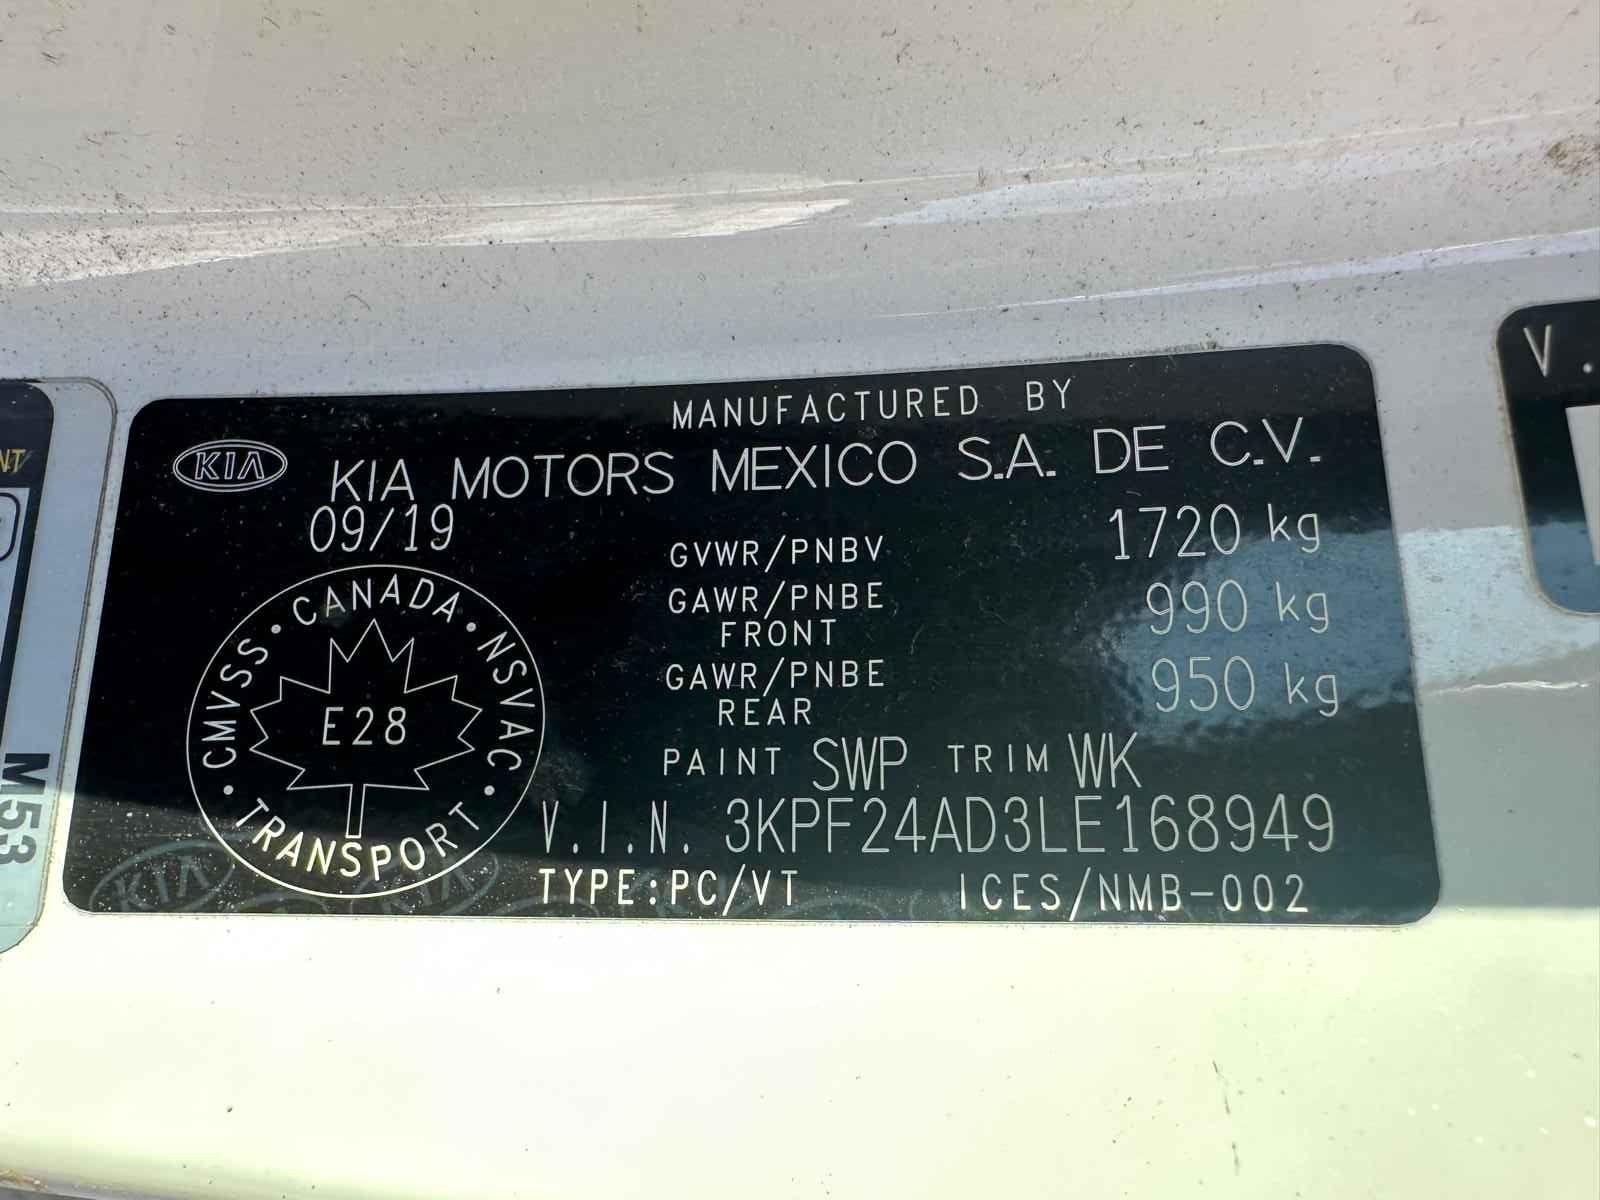 MANUFACTURED BY
KIA
KIA MOTORS MEXICO S.A. DE C.V.
09/19
GVWR/PNBV 1720 kg
GAWR/PNBE FRONT 990 kg
GAWR/PNBE REAR 950 kg
CANADA
CMVSS • NSVAC
E28
TRANSPORT
PAINT SWP TRIM WK
V.I.N. 3KPF24AD3LE168949
TYPE:PC/VT ICES/NMB-002
M53
V.